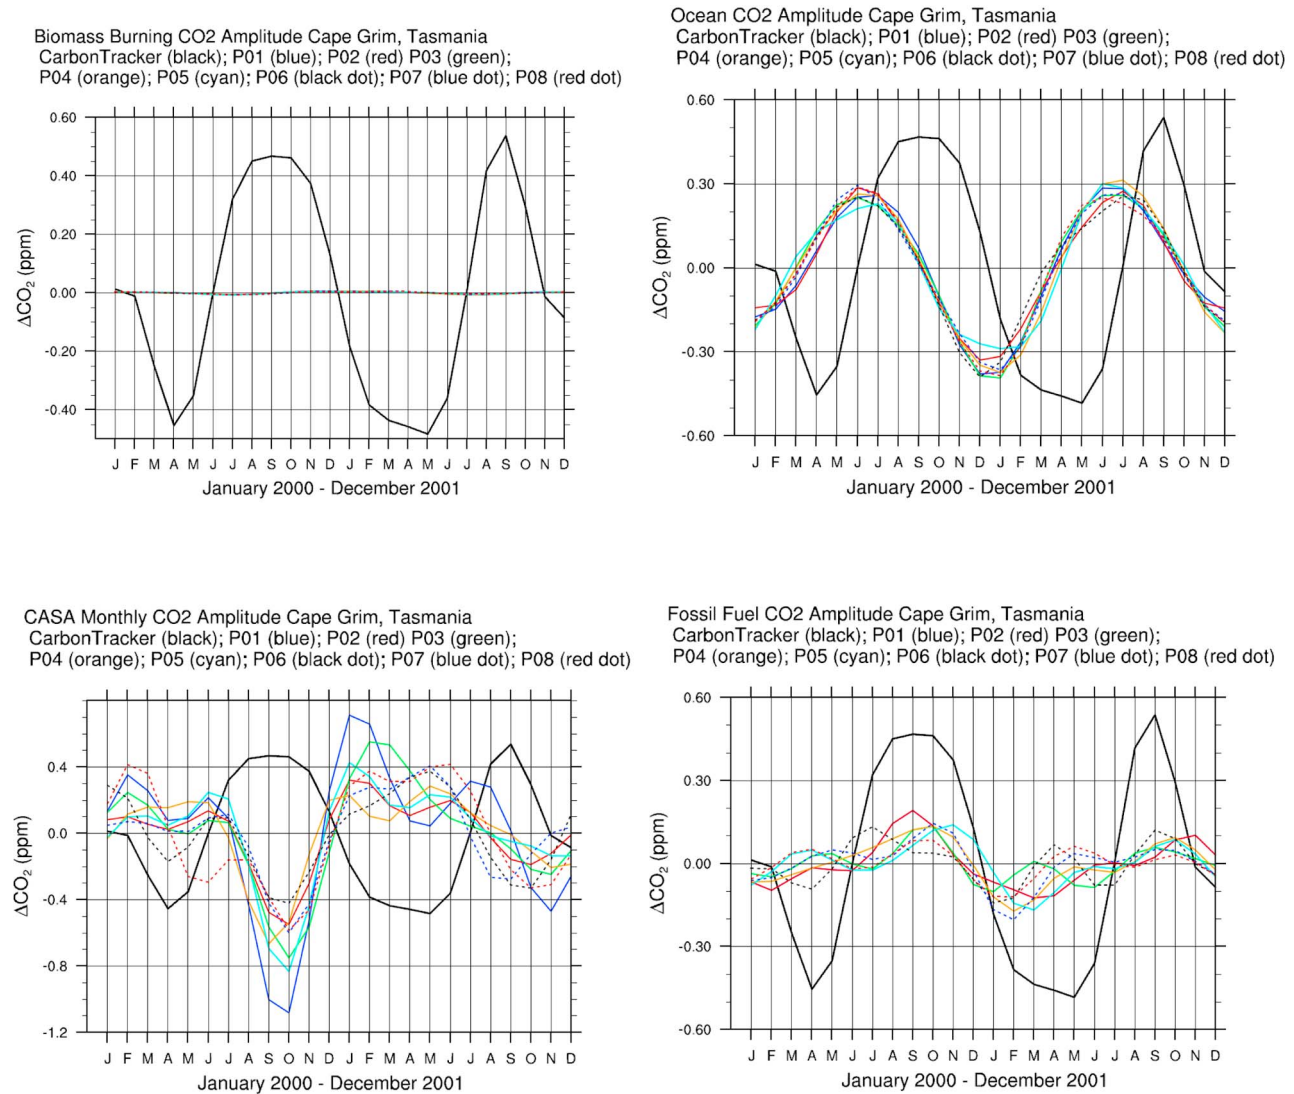 Biomass Burning CO2 Amplitude Cape Grim, Tasmania
CarbonTracker (black); P01 (blue); P02 (red) P03 (green);
P04 (orange); P05 (cyan); P06 (black dot); P07 (blue dot); P08 (red dot)
0.60
0.40
0.20
0.00
-0.20
-0.40
ΔCO₂ (ppm)
J F M A M J J A S O N D J F M A M J J A S O N D
January 2000 - December 2001
Ocean CO2 Amplitude Cape Grim, Tasmania
CarbonTracker (black); P01 (blue); P02 (red) P03 (green);
P04 (orange); P05 (cyan); P06 (black dot); P07 (blue dot); P08 (red dot)
0.60
0.30
0.00
-0.30
-0.60
ΔCO₂ (ppm)
J F M A M J J A S O N D J F M A M J J A S O N D
January 2000 - December 2001
CASA Monthly CO2 Amplitude Cape Grim, Tasmania
CarbonTracker (black); P01 (blue); P02 (red) P03 (green);
P04 (orange); P05 (cyan); P06 (black dot); P07 (blue dot); P08 (red dot)
0.4
0.0
-0.4
-0.8
-1.2
ΔCO₂ (ppm)
J F M A M J J A S O N D J F M A M J J A S O N D
January 2000 - December 2001
Fossil Fuel CO2 Amplitude Cape Grim, Tasmania
CarbonTracker (black); P01 (blue); P02 (red) P03 (green);
P04 (orange); P05 (cyan); P06 (black dot); P07 (blue dot); P08 (red dot)
0.60
0.30
0.00
-0.30
-0.60
ΔCO₂ (ppm)
J F M A M J J A S O N D J F M A M J J A S O N D
January 2000 - December 2001